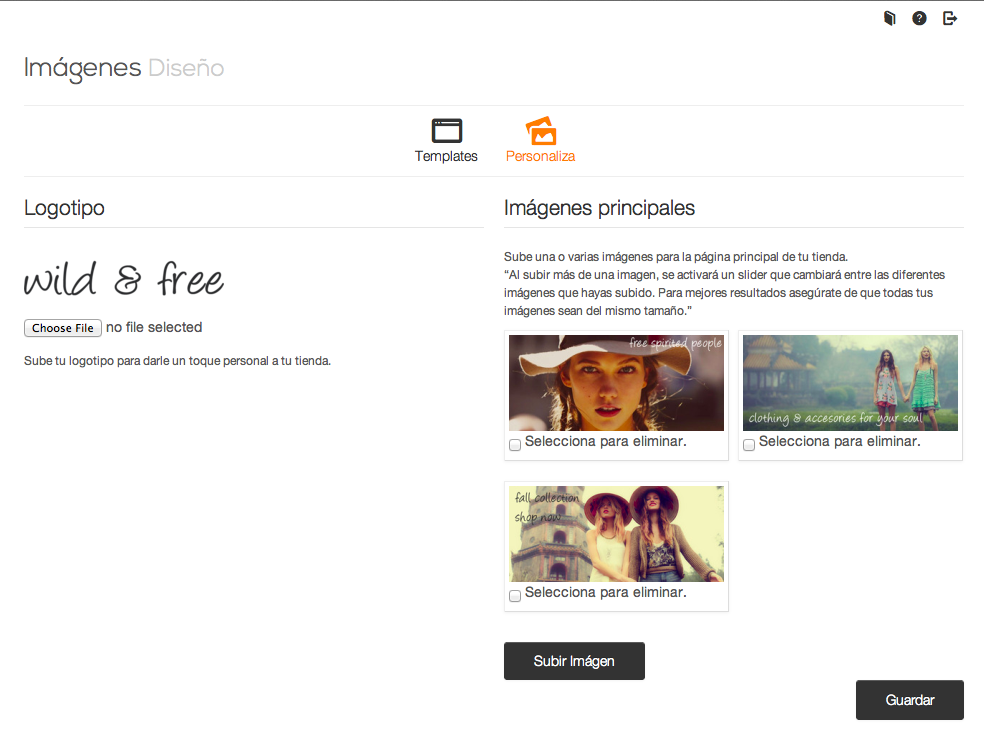 Imágenes Diseño
Templates
Personaliza
Logotipo
wild & free
Choose File no file selected
Sube tu logotipo para darle un toque personal a tu tienda.
Imágenes principales
Sube una o varias imágenes para la página principal de tu tienda.
“Al subir más de una imagen, se activará un slider que cambiará entre las diferentes
imágenes que hayas subido. Para mejores resultados asegúrate de que todas tus
imágenes sean del mismo tamaño.”
free spirited people
Selecciona para eliminar.
clothing & accesories for your soul
Selecciona para eliminar.
fall collection
shop now
Selecciona para eliminar.
Subir Imágen
Guardar